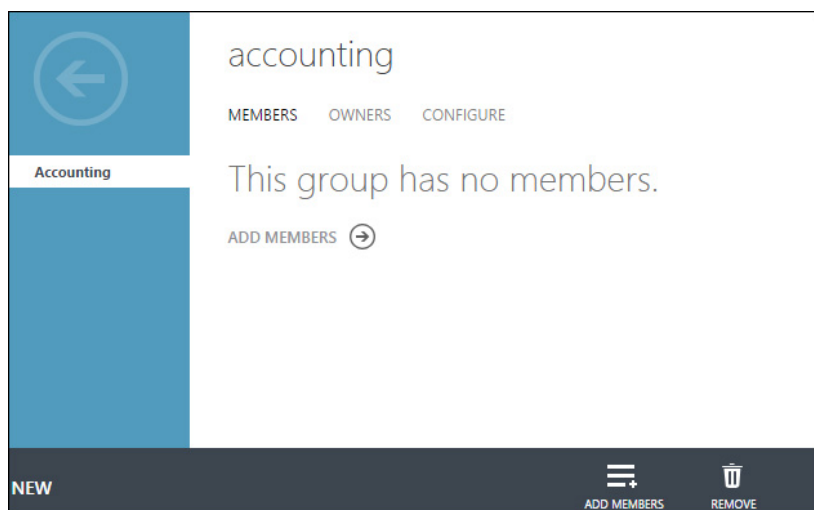 accounting
MEMBERS OWNERS CONFIGURE
Accounting
This group has no members.
ADD MEMBERS
NEW
ADD MEMBERS
REMOVE